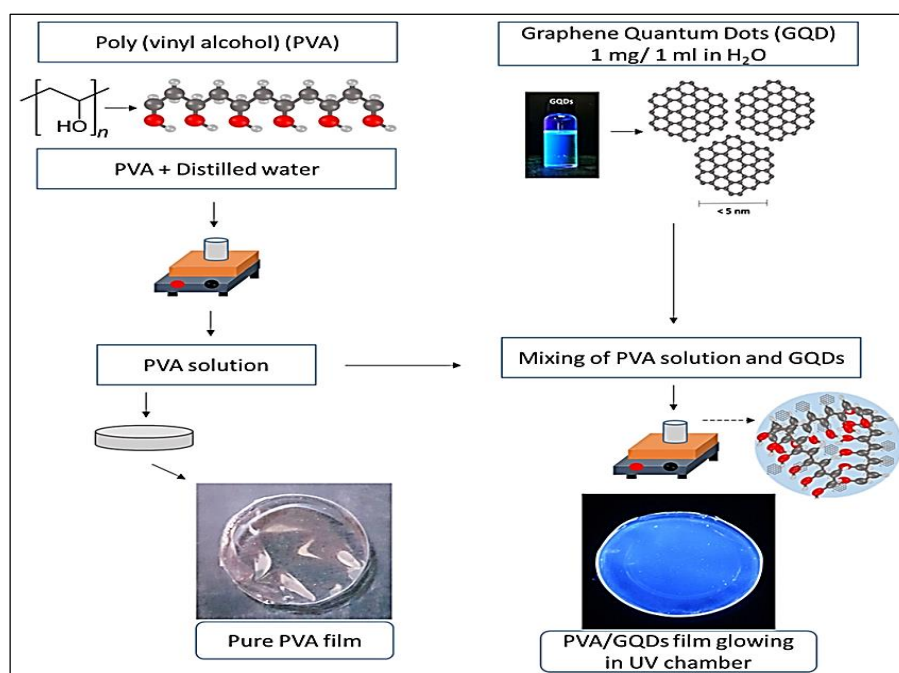 Poly (vinyl alcohol) (PVA)
HO
n
PVA + Distilled water
PVA solution
Pure PVA film
Graphene Quantum Dots (GQD)
1 mg/ 1 ml in H₂O
GQDs
< 5 nm
Mixing of PVA solution and GQDs
PVA/GQDs film glowing
in UV chamber